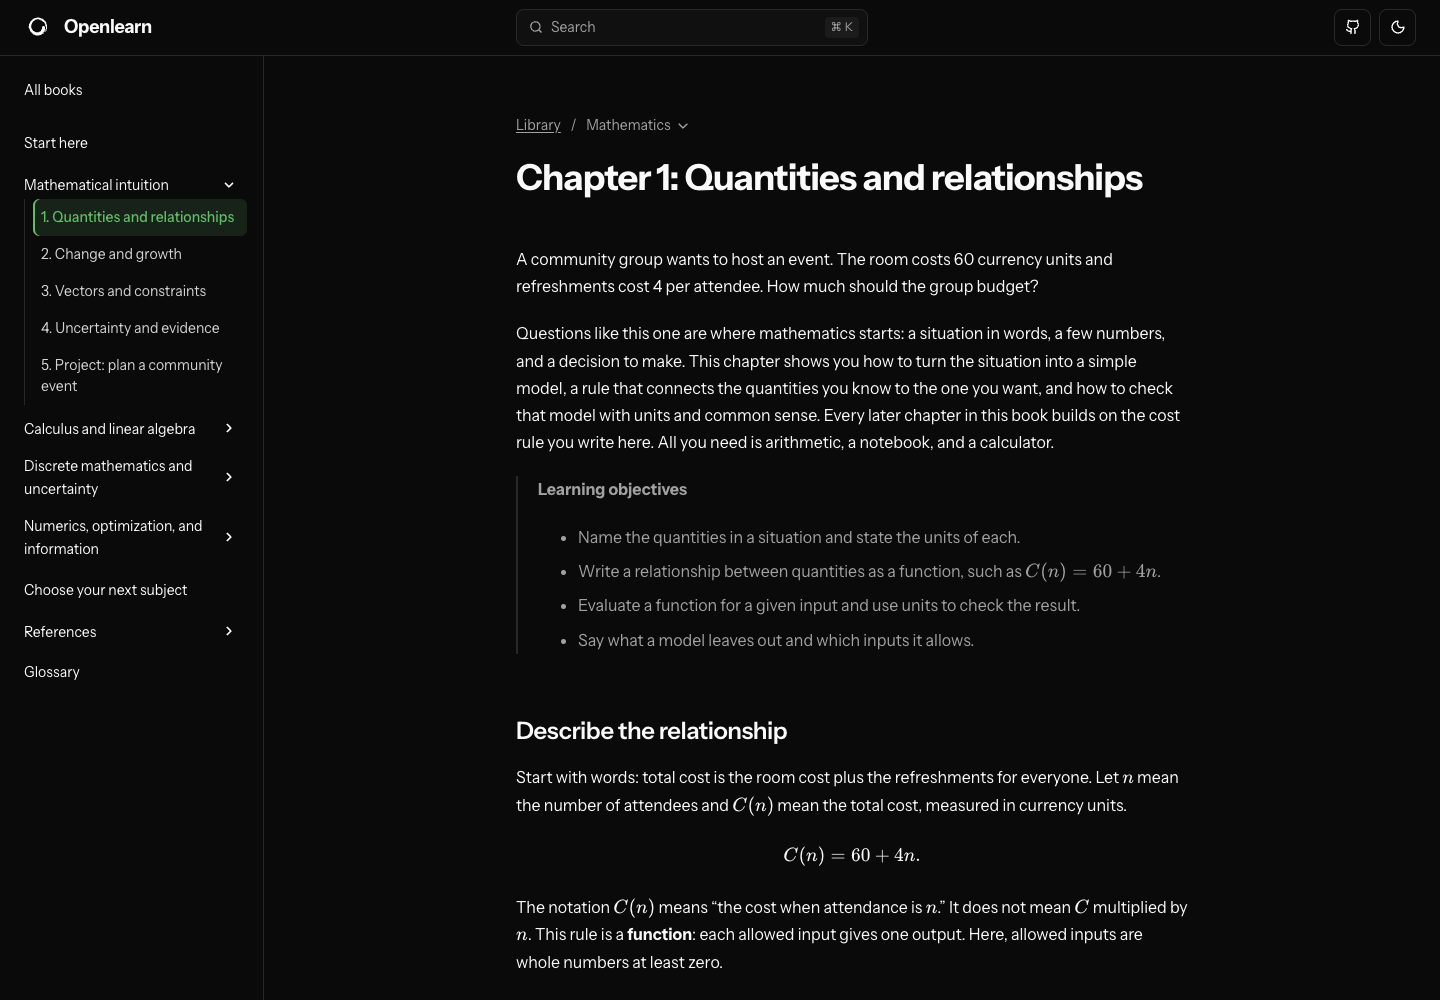 Openlearn
Search
⌘ K
All books
Start here
Mathematical intuition
1. Quantities and relationships
2. Change and growth
3. Vectors and constraints
4. Uncertainty and evidence
5. Project: plan a community
event
Calculus and linear algebra
Discrete mathematics and
uncertainty
Numerics, optimization, and
information
Choose your next subject
References
Glossary
Library / Mathematics
Chapter 1: Quantities and relationships
A community group wants to host an event. The room costs 60 currency units and
refreshments cost 4 per attendee. How much should the group budget?
Questions like this one are where mathematics starts: a situation in words, a few numbers,
and a decision to make. This chapter shows you how to turn the situation into a simple
model, a rule that connects the quantities you know to the one you want, and how to check
that model with units and common sense. Every later chapter in this book builds on the cost
rule you write here. All you need is arithmetic, a notebook, and a calculator.
Learning objectives
• Name the quantities in a situation and state the units of each.
• Write a relationship between quantities as a function, such as C(n) = 60 + 4n.
• Evaluate a function for a given input and use units to check the result.
• Say what a model leaves out and which inputs it allows.
Describe the relationship
Start with words: total cost is the room cost plus the refreshments for everyone. Let n mean
the number of attendees and C(n) mean the total cost, measured in currency units.
C(n) = 60 + 4n.
The notation C(n) means “the cost when attendance is n.” It does not mean C multiplied by
n. This rule is a function: each allowed input gives one output. Here, allowed inputs are
whole numbers at least zero.